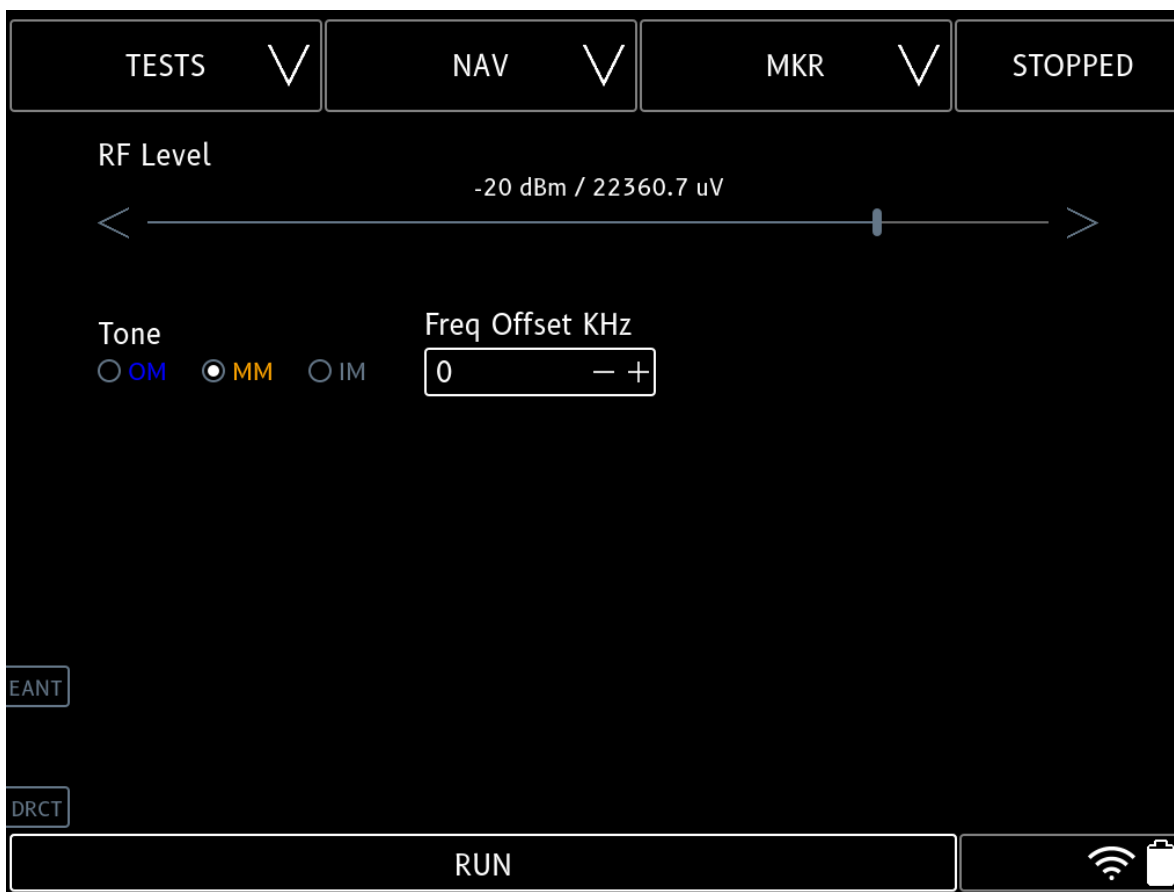 TESTS NAV MKR STOPPED
RF Level
-20 dBm / 22360.7 uV
Tone
OM MM IM
Freq Offset KHz
0
EANT
DRCT
RUN